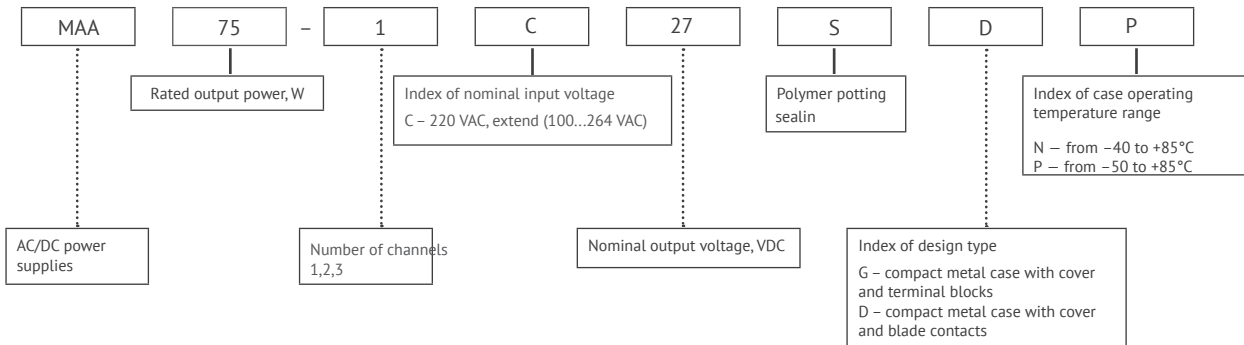 MAA 75 – 1 C 27 S D P
Rated output power, W
Index of nominal input voltage
C – 220 VAC, extend (100...264 VAC)
Polymer potting
sealin
Index of case operating
temperature range
N — from –40 to +85°C
P — from –50 to +85°C
AC/DC power
supplies
Number of channels
1,2,3
Nominal output voltage, VDC
Index of design type
G – compact metal case with cover
and terminal blocks
D – compact metal case with cover
and blade contacts